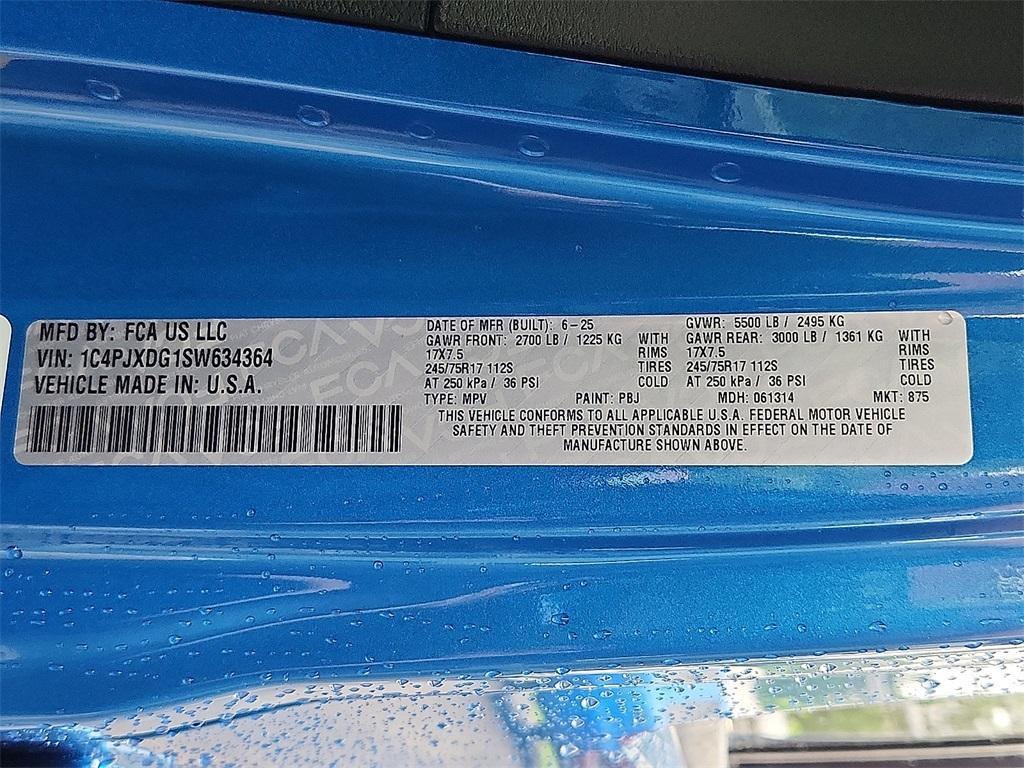 MFD BY: FCA US LLC
VIN: 1C4PJXDG1SW634364
VEHICLE MADE IN: U.S.A.
DATE OF MFR (BUILT): 6-25
GAWR FRONT: 2700 LB / 1225 KG WITH
17X7.5 RIMS
245/75R17 112S TIRES
AT 250 kPa / 36 PSI COLD
GVWR: 5500 LB / 2495 KG
GAWR REAR: 3000 LB / 1361 KG WITH
17X7.5 RIMS
245/75R17 112S TIRES
AT 250 kPa / 36 PSI COLD
TYPE: MPV PAINT: PBJ MDH: 061314 MKT: 875
THIS VEHICLE CONFORMS TO ALL APPLICABLE U.S.A. FEDERAL MOTOR VEHICLE
SAFETY AND THEFT PREVENTION STANDARDS IN EFFECT ON THE DATE OF
MANUFACTURE SHOWN ABOVE.